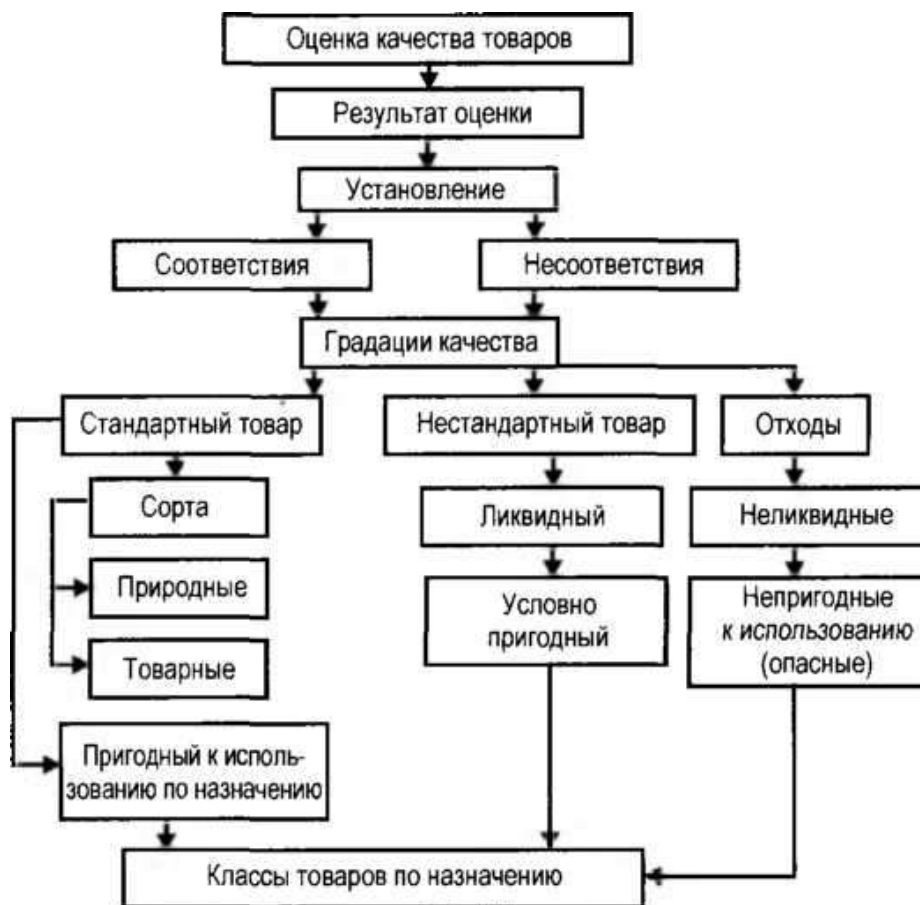 Оценка качества товаров
Результат оценки
Установление
Соответствия
Несоответствия
Градации качества
Стандартный товар
Нестандартный товар
Отходы
Сорта
Ликвидный
Неликвидные
Природные
Условно
пригодный
Непригодные
к использованию
(опасные)
Товарные
Пригодный к исполь-
зованию по назначению
Классы товаров по назначению